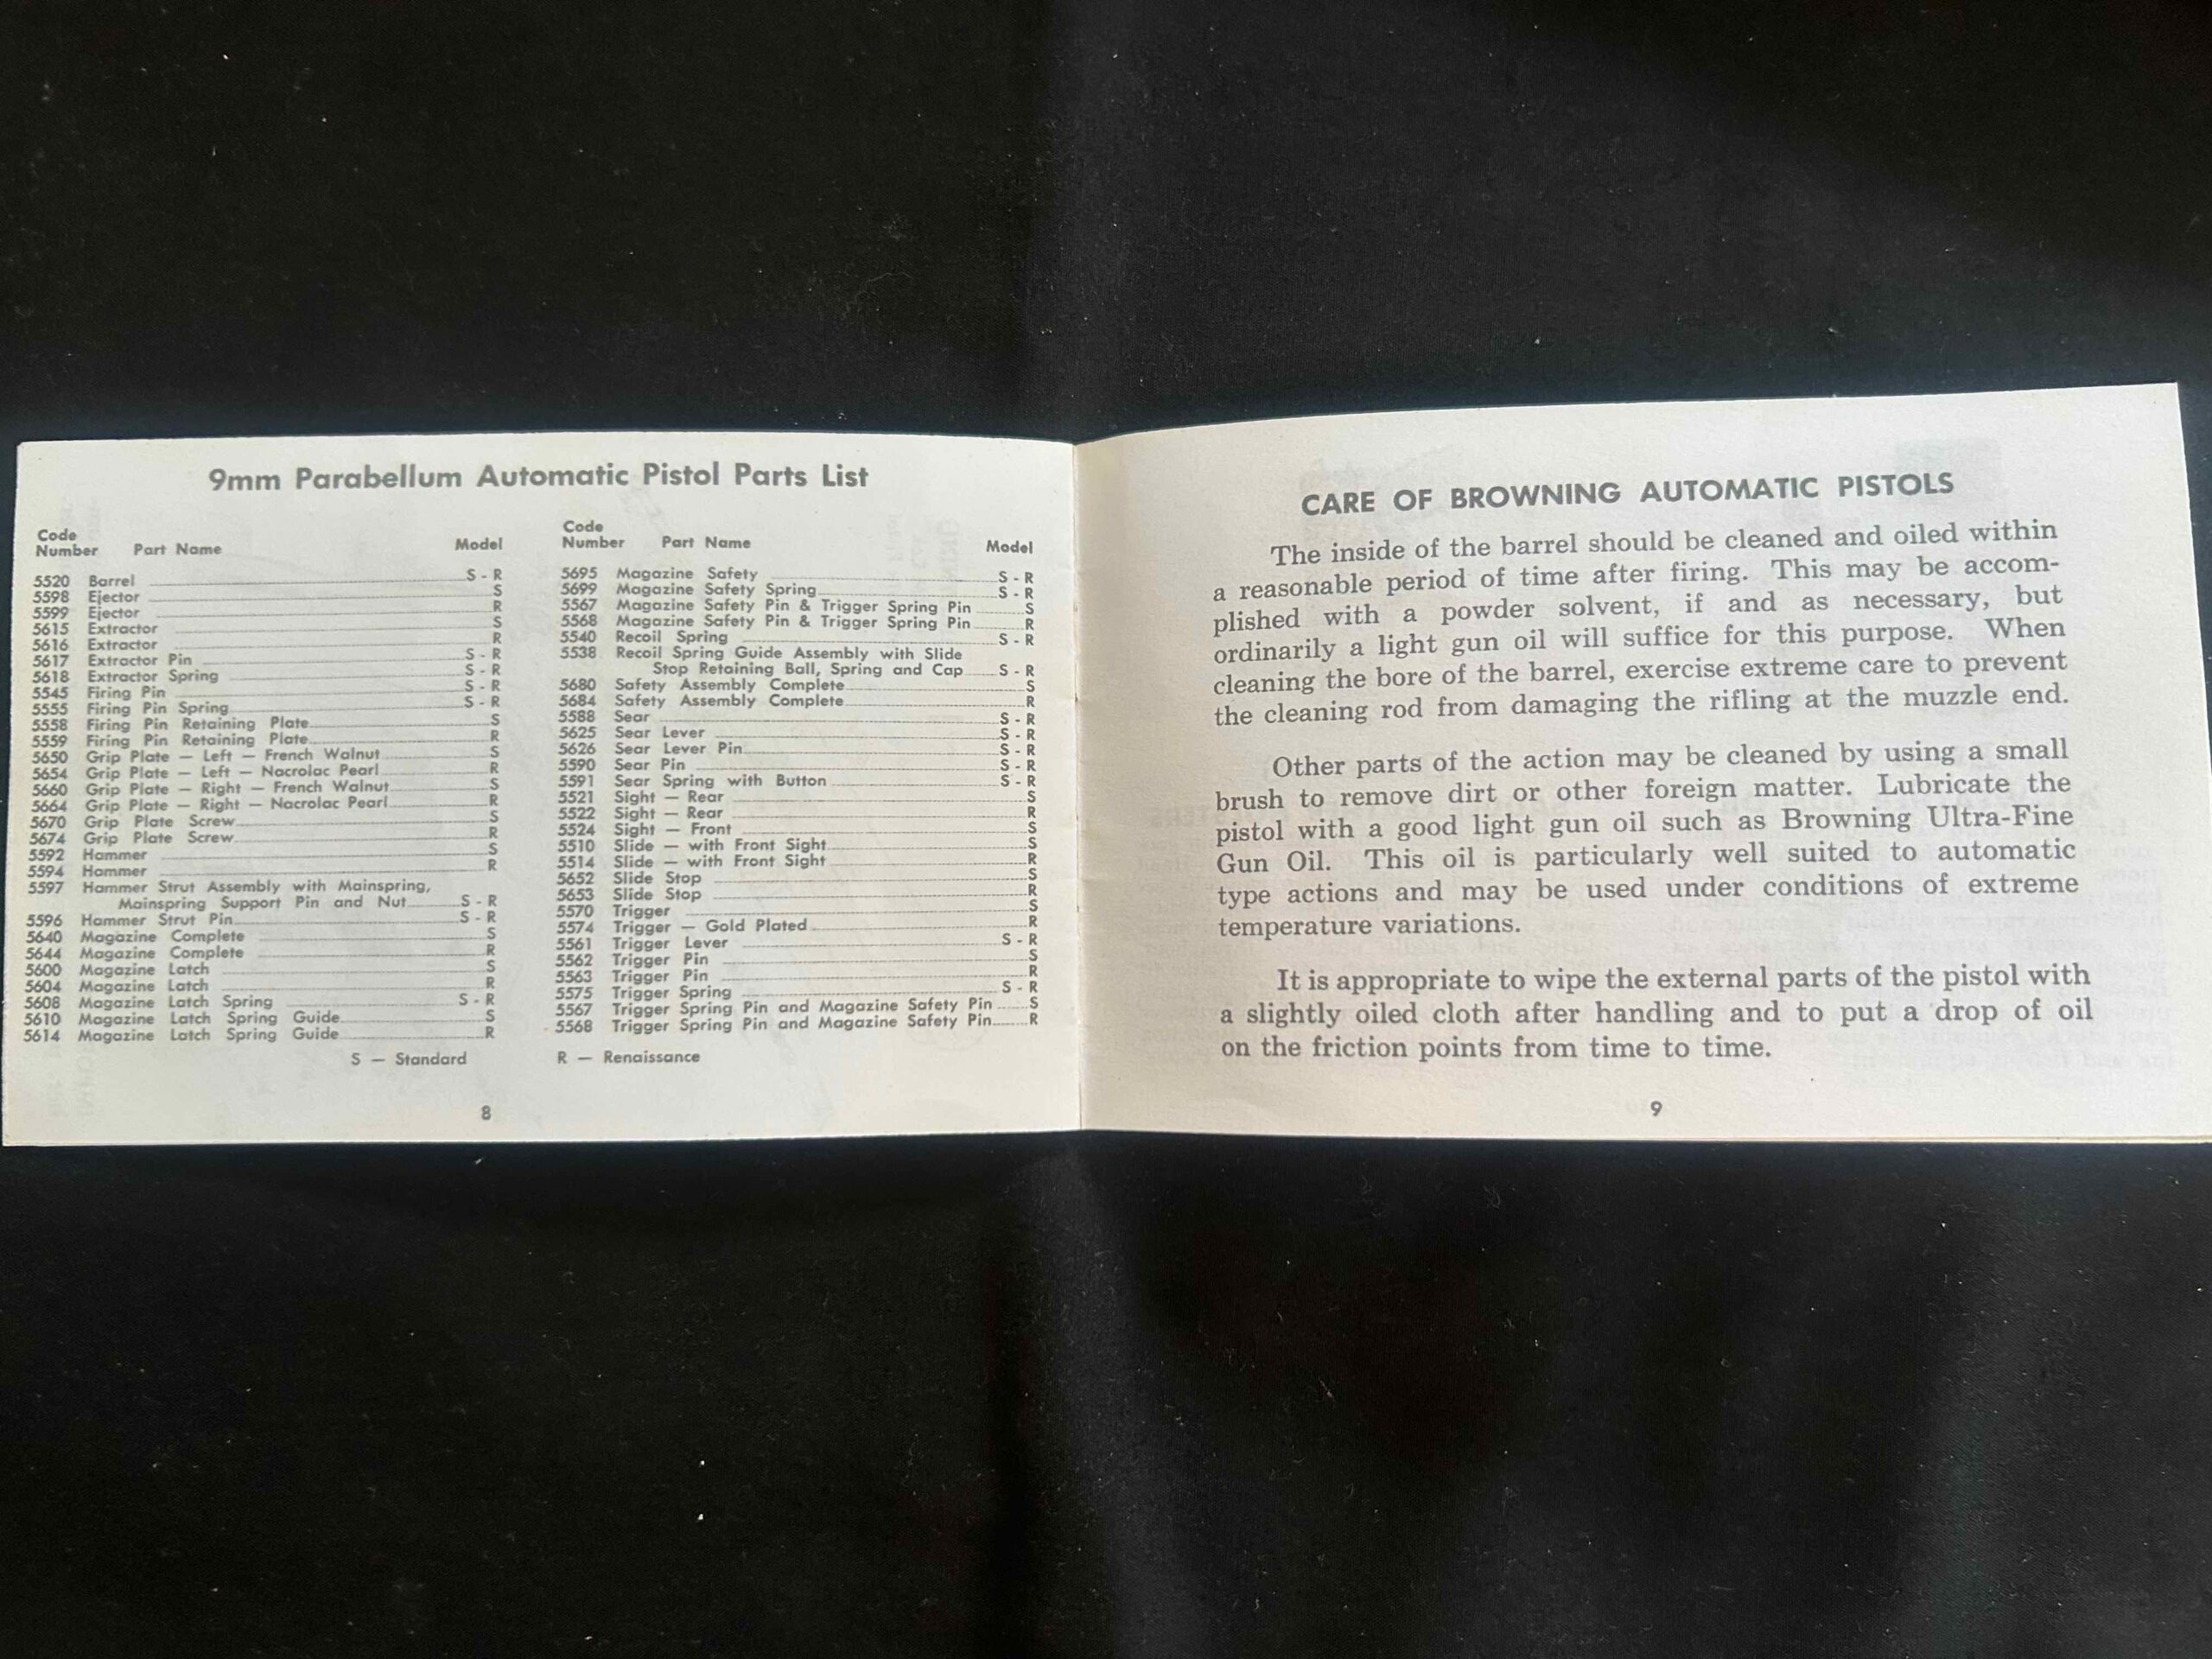 9mm Parabellum Automatic Pistol Parts List
Code
Number Part Name Model
5520 Barrel S - R
5598 Ejector S
5599 Ejector R
5615 Extractor S
5616 Extractor R
5617 Extractor Pin S - R
5618 Extractor Spring S - R
5545 Firing Pin S - R
5555 Firing Pin Spring S - R
5558 Firing Pin Retaining Plate S
5559 Firing Pin Retaining Plate R
5650 Grip Plate — Left — French Walnut S
5654 Grip Plate — Left — Nacrolac Pearl R
5660 Grip Plate — Right — French Walnut S
5664 Grip Plate — Right — Nacrolac Pearl R
5670 Grip Plate Screw S
5674 Grip Plate Screw R
5592 Hammer S
5594 Hammer R
5597 Hammer Strut Assembly with Mainspring,
Mainspring Support Pin and Nut S - R
5596 Hammer Strut Pin S - R
5640 Magazine Complete S
5644 Magazine Complete R
5600 Magazine Latch S
5604 Magazine Latch R
5608 Magazine Latch Spring S - R
5610 Magazine Latch Spring Guide S
5614 Magazine Latch Spring Guide R
Code
Number Part Name Model
5695 Magazine Safety S - R
5699 Magazine Safety Spring S - R
5567 Magazine Safety Pin & Trigger Spring Pin S
5568 Magazine Safety Pin & Trigger Spring Pin R
5540 Recoil Spring S - R
5538 Recoil Spring Guide Assembly with Slide
Stop Retaining Ball, Spring and Cap S - R
5680 Safety Assembly Complete S
5684 Safety Assembly Complete R
5588 Sear S - R
5625 Sear Lever S - R
5626 Sear Lever Pin S - R
5590 Sear Pin S - R
5591 Sear Spring with Button S - R
5521 Sight — Rear S
5522 Sight — Rear R
5524 Sight — Front S
5510 Slide — with Front Sight S
5514 Slide — with Front Sight R
5652 Slide Stop S
5653 Slide Stop R
5570 Trigger S
5574 Trigger — Gold Plated R
5561 Trigger Lever S - R
5562 Trigger Pin S
5563 Trigger Pin R
5575 Trigger Spring S - R
5567 Trigger Spring Pin and Magazine Safety Pin S
5568 Trigger Spring Pin and Magazine Safety Pin R
S — Standard R — Renaissance
8
CARE OF BROWNING AUTOMATIC PISTOLS
The inside of the barrel should be cleaned and oiled within
a reasonable period of time after firing. This may be accom-
plished with a powder solvent, if and as necessary, but
ordinarily a light gun oil will suffice for this purpose. When
cleaning the bore of the barrel, exercise extreme care to prevent
the cleaning rod from damaging the rifling at the muzzle end.
Other parts of the action may be cleaned by using a small
brush to remove dirt or other foreign matter. Lubricate the
pistol with a good light gun oil such as Browning Ultra-Fine
Gun Oil. This oil is particularly well suited to automatic
type actions and may be used under conditions of extreme
temperature variations.
It is appropriate to wipe the external parts of the pistol with
a slightly oiled cloth after handling and to put a drop of oil
on the friction points from time to time.
9